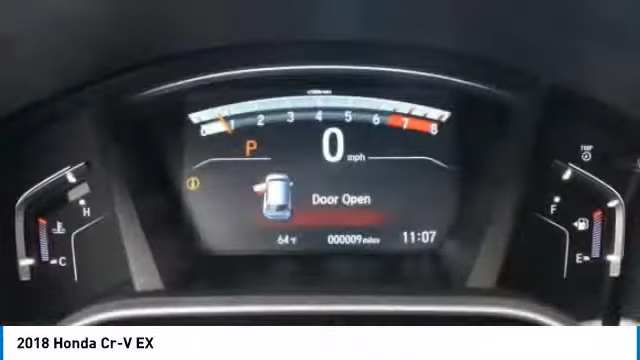 0 1 2 3 4 5 6 7 8
P 0 mph
TRIP
Door Open
H F
C E
64°F 000009 miles 11:07
2018 Honda Cr-V EX